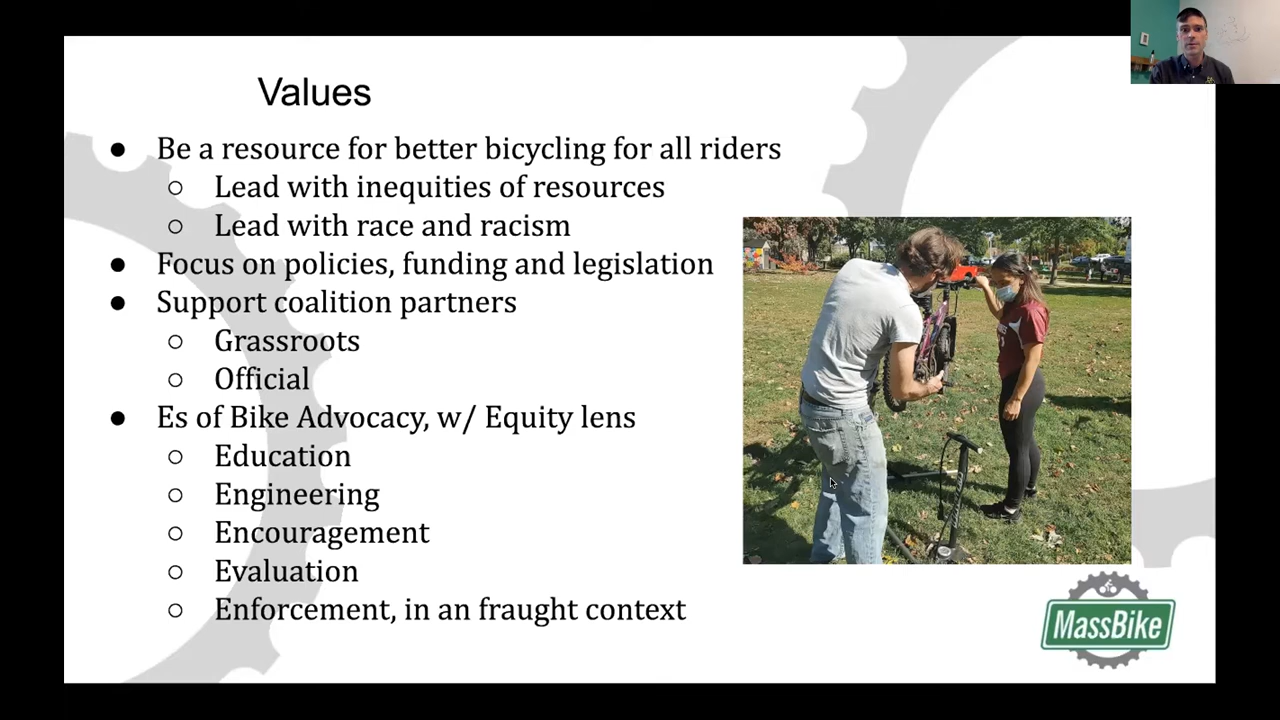 Values
● Be a resource for better bicycling for all riders
○ Lead with inequities of resources
○ Lead with race and racism
● Focus on policies, funding and legislation
● Support coalition partners
○ Grassroots
○ Official
● Es of Bike Advocacy, w/ Equity lens
○ Education
○ Engineering
○ Encouragement
○ Evaluation
○ Enforcement, in an fraught context
MassBike